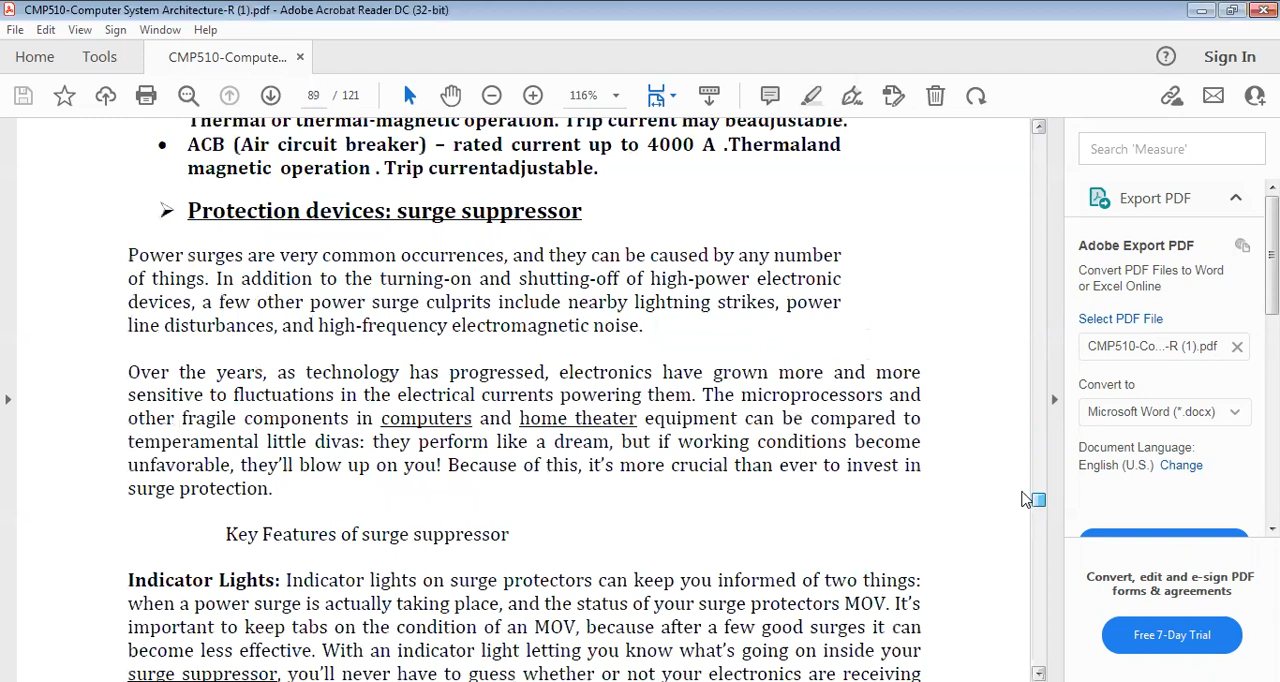 CMP510-Computer System Architecture-R (1).pdf - Adobe Acrobat Reader DC (32-bit)
File Edit View Sign Window Help
Home Tools CMP510-Compute... × Sign In
89 / 121 116%
Thermal or thermal-magnetic operation. Trip current may beadjustable.
• ACB (Air circuit breaker) – rated current up to 4000 A .Thermaland
magnetic operation . Trip currentadjustable.
➢ Protection devices: surge suppressor
Power surges are very common occurrences, and they can be caused by any number
of things. In addition to the turning-on and shutting-off of high-power electronic
devices, a few other power surge culprits include nearby lightning strikes, power
line disturbances, and high-frequency electromagnetic noise.
Over the years, as technology has progressed, electronics have grown more and more
sensitive to fluctuations in the electrical currents powering them. The microprocessors and
other fragile components in computers and home theater equipment can be compared to
temperamental little divas: they perform like a dream, but if working conditions become
unfavorable, they'll blow up on you! Because of this, it's more crucial than ever to invest in
surge protection.
Key Features of surge suppressor
Indicator Lights: Indicator lights on surge protectors can keep you informed of two things:
when a power surge is actually taking place, and the status of your surge protectors MOV. It's
important to keep tabs on the condition of an MOV, because after a few good surges it can
become less effective. With an indicator light letting you know what's going on inside your
surge suppressor, you'll never have to guess whether or not your electronics are receiving
Search 'Measure'
Export PDF
Adobe Export PDF
Convert PDF Files to Word
or Excel Online
Select PDF File
CMP510-Co...-R (1).pdf ×
Convert to
Microsoft Word (*.docx)
Document Language:
English (U.S.) Change
Convert, edit and e-sign PDF
forms & agreements
Free 7-Day Trial